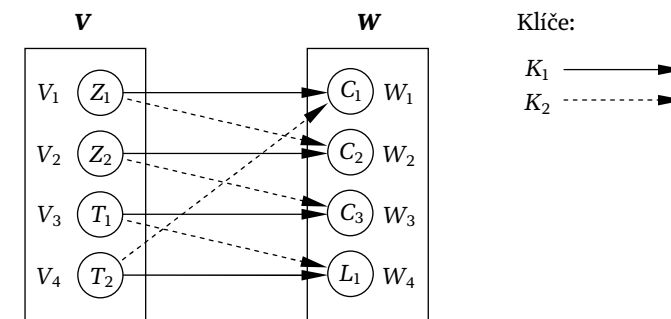 V W Klíče:
V₁ Z₁ C₁ W₁ K₁
K₂
V₂ Z₂ C₂ W₂
V₃ T₁ C₃ W₃
V₄ T₂ L₁ W₄